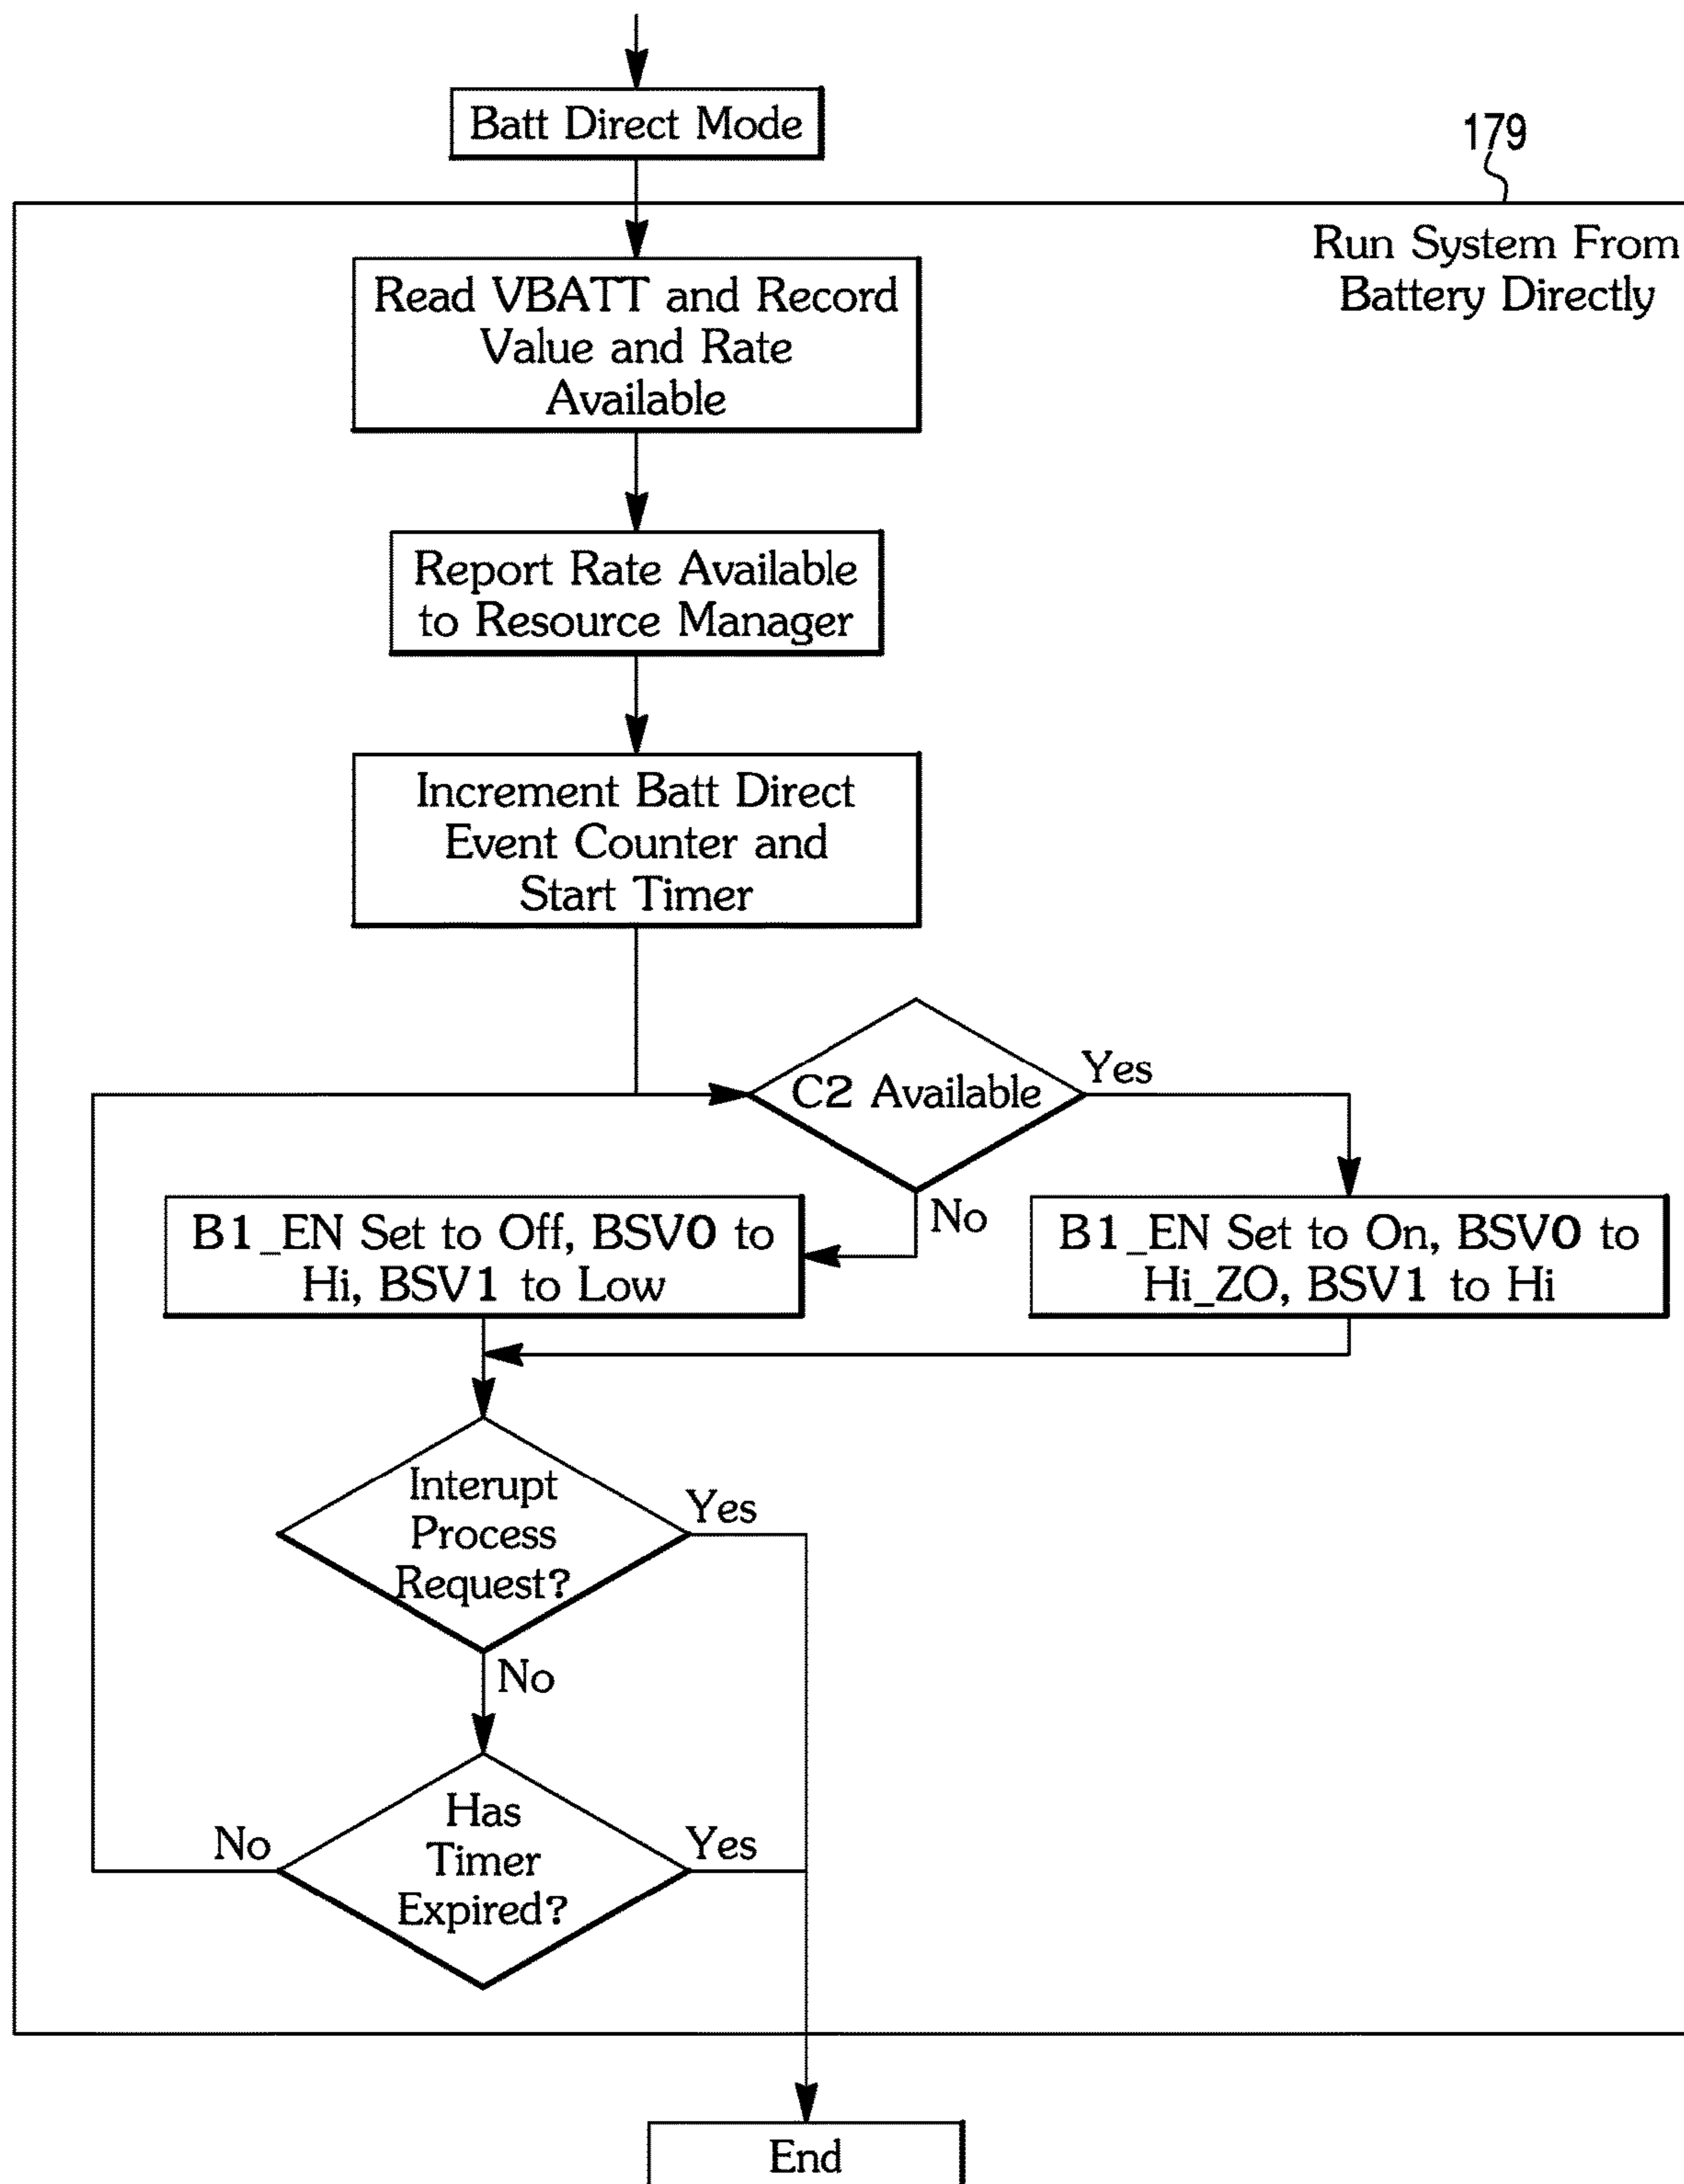 Batt Direct Mode
179
Run System From
Battery Directly
Read VBATT and Record
Value and Rate
Available
Report Rate Available
to Resource Manager
Increment Batt Direct
Event Counter and
Start Timer
C2 Available
Yes
No
B1_EN Set to Off, BSV0 to
Hi, BSV1 to Low
B1_EN Set to On, BSV0 to
Hi_ZO, BSV1 to Hi
Interupt
Process
Request?
Yes
No
Has
Timer
Expired?
No
Yes
End